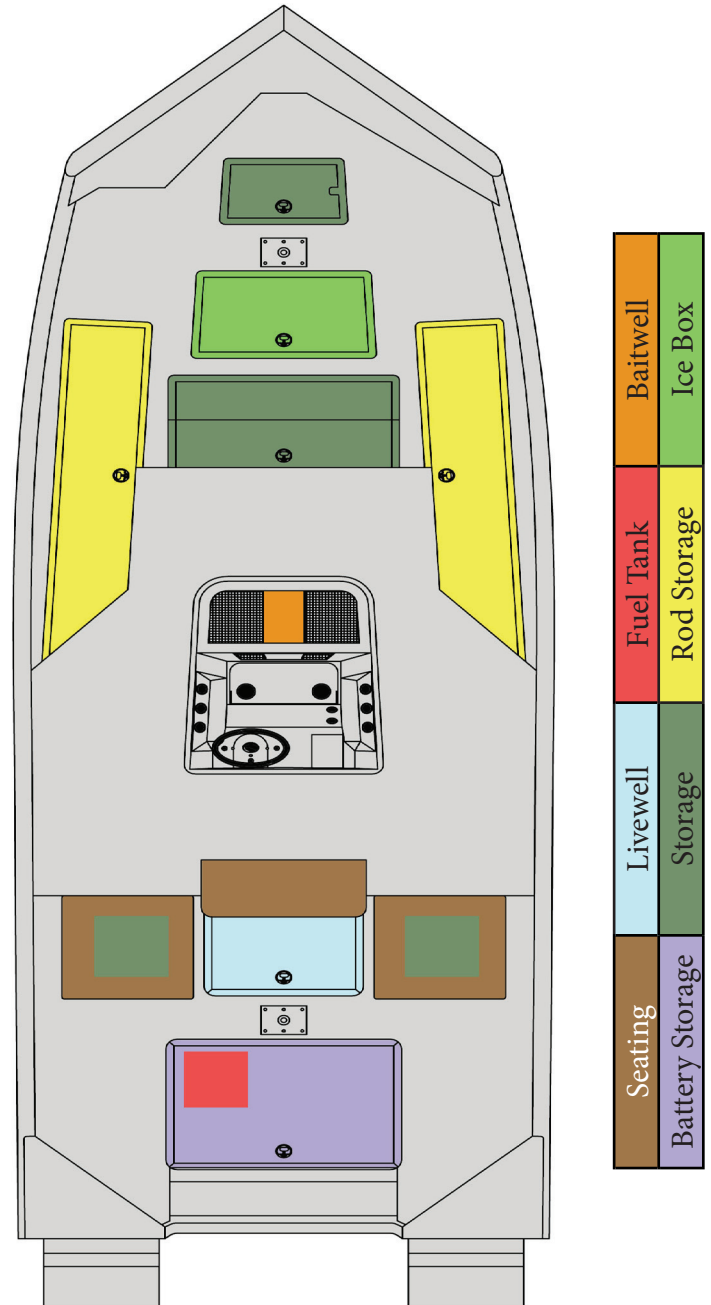 Baitwell
Ice Box
Fuel Tank
Rod Storage
Livewell
Storage
Seating
Battery Storage